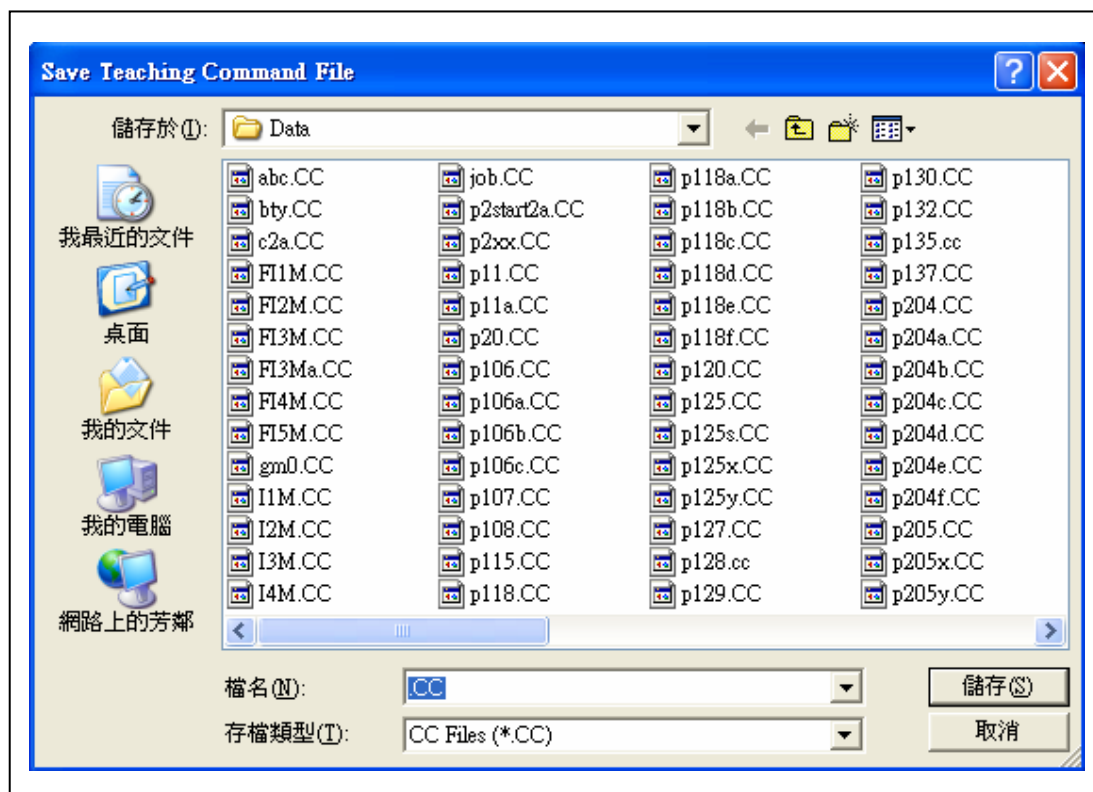 Save Teaching Command File
儲存於(I):
Data
我最近的文件
桌面
我的文件
我的電腦
網路上的芳鄰
abc.CC
bty.CC
c2a.CC
FI1M.CC
FI2M.CC
FI3M.CC
FI3Ma.CC
FI4M.CC
FI5M.CC
gm0.CC
I1M.CC
I2M.CC
I3M.CC
I4M.CC
job.CC
p2start2a.CC
p2xx.CC
p11.CC
p11a.CC
p20.CC
p106.CC
p106a.CC
p106b.CC
p106c.CC
p107.CC
p108.CC
p115.CC
p118.CC
p118a.CC
p118b.CC
p118c.CC
p118d.CC
p118e.CC
p118f.CC
p120.CC
p125.CC
p125s.CC
p125x.CC
p125y.CC
p127.CC
p128.cc
p129.CC
p130.CC
p132.CC
p135.cc
p137.CC
p204.CC
p204a.CC
p204b.CC
p204c.CC
p204d.CC
p204e.CC
p204f.CC
p205.CC
p205x.CC
p205y.CC
檔名(N):
.CC
儲存(S)
存檔類型(T):
CC Files (*.CC)
取消